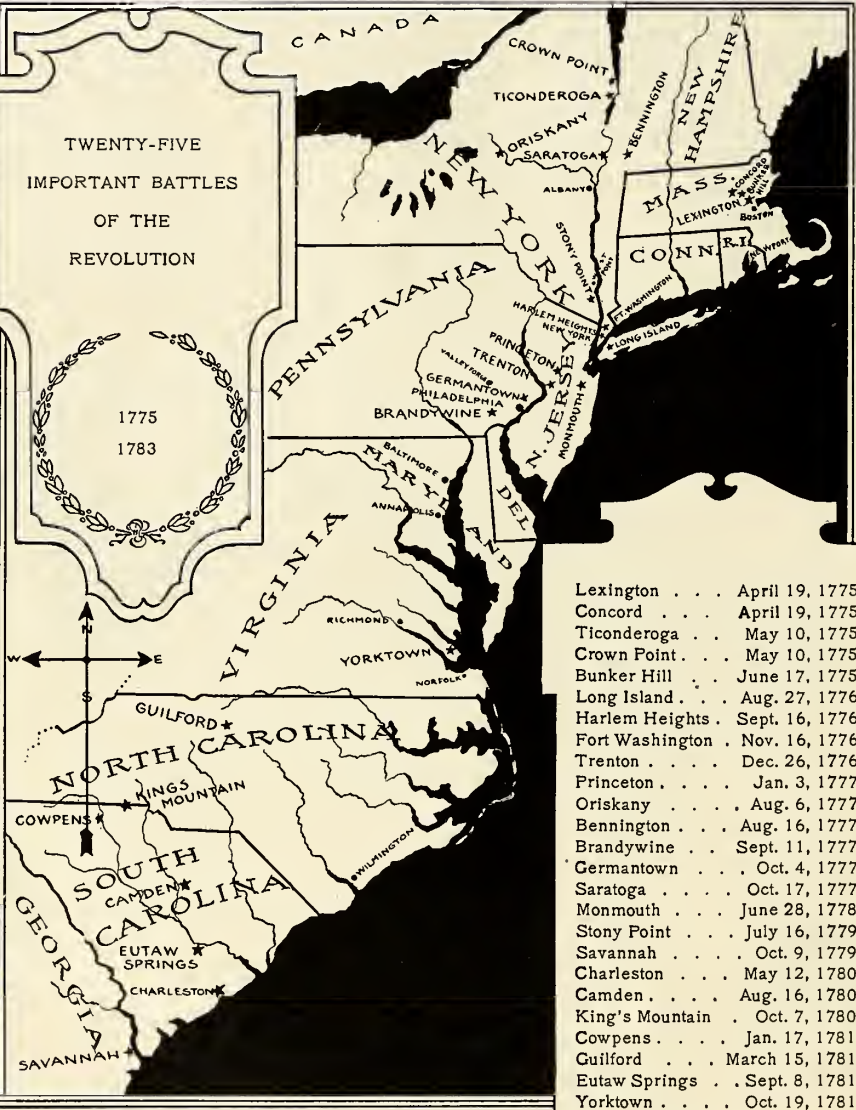 TWENTY-FIVE
IMPORTANT BATTLES
OF THE
REVOLUTION
1775
1783
CANADA
CROWN POINT
TICONDEROGA
ORISKANY
SARATOGA
BENNINGTON
NEW
HAMPSHIRE
NEW YORK
ALBANY
MASS.
CONCORD
BUNKER
HILL
LEXINGTON
BOSTON
CONN.
R.I.
NEWPORT
STONY POINT
WEST
POINT
FT. WASHINGTON
HARLEM HEIGHTS
NEW YORK
LONG ISLAND
PENNSYLVANIA
PRINCETON
TRENTON
VALLEY FORGE
GERMANTOWN
PHILADELPHIA
BRANDYWINE
N. JERSEY
MONMOUTH
BALTIMORE
MARYLAND
ANNAPOLIS
DEL
VIRGINIA
RICHMOND
YORKTOWN
NORFOLK
N
W
E
S
GUILFORD
NORTH CAROLINA
KINGS
MOUNTAIN
COWPENS
WILMINGTON
SOUTH
CAROLINA
CAMDEN
EUTAW
SPRINGS
CHARLESTON
GEORGIA
SAVANNAH
Lexington . . . April 19, 1775
Concord . . . April 19, 1775
Ticonderoga . . May 10, 1775
Crown Point . . . May 10, 1775
Bunker Hill . . June 17, 1775
Long Island . . . Aug. 27, 1776
Harlem Heights . Sept. 16, 1776
Fort Washington . Nov. 16, 1776
Trenton . . . . Dec. 26, 1776
Princeton . . . . Jan. 3, 1777
Oriskany . . . . Aug. 6, 1777
Bennington . . . Aug. 16, 1777
Brandywine . . Sept. 11, 1777
Germantown . . . Oct. 4, 1777
Saratoga . . . . Oct. 17, 1777
Monmouth . . . June 28, 1778
Stony Point . . . July 16, 1779
Savannah . . . . Oct. 9, 1779
Charleston . . . May 12, 1780
Camden . . . . Aug. 16, 1780
King's Mountain . Oct. 7, 1780
Cowpens . . . . Jan. 17, 1781
Guilford . . . March 15, 1781
Eutaw Springs . . Sept. 8, 1781
Yorktown . . . . Oct. 19, 1781